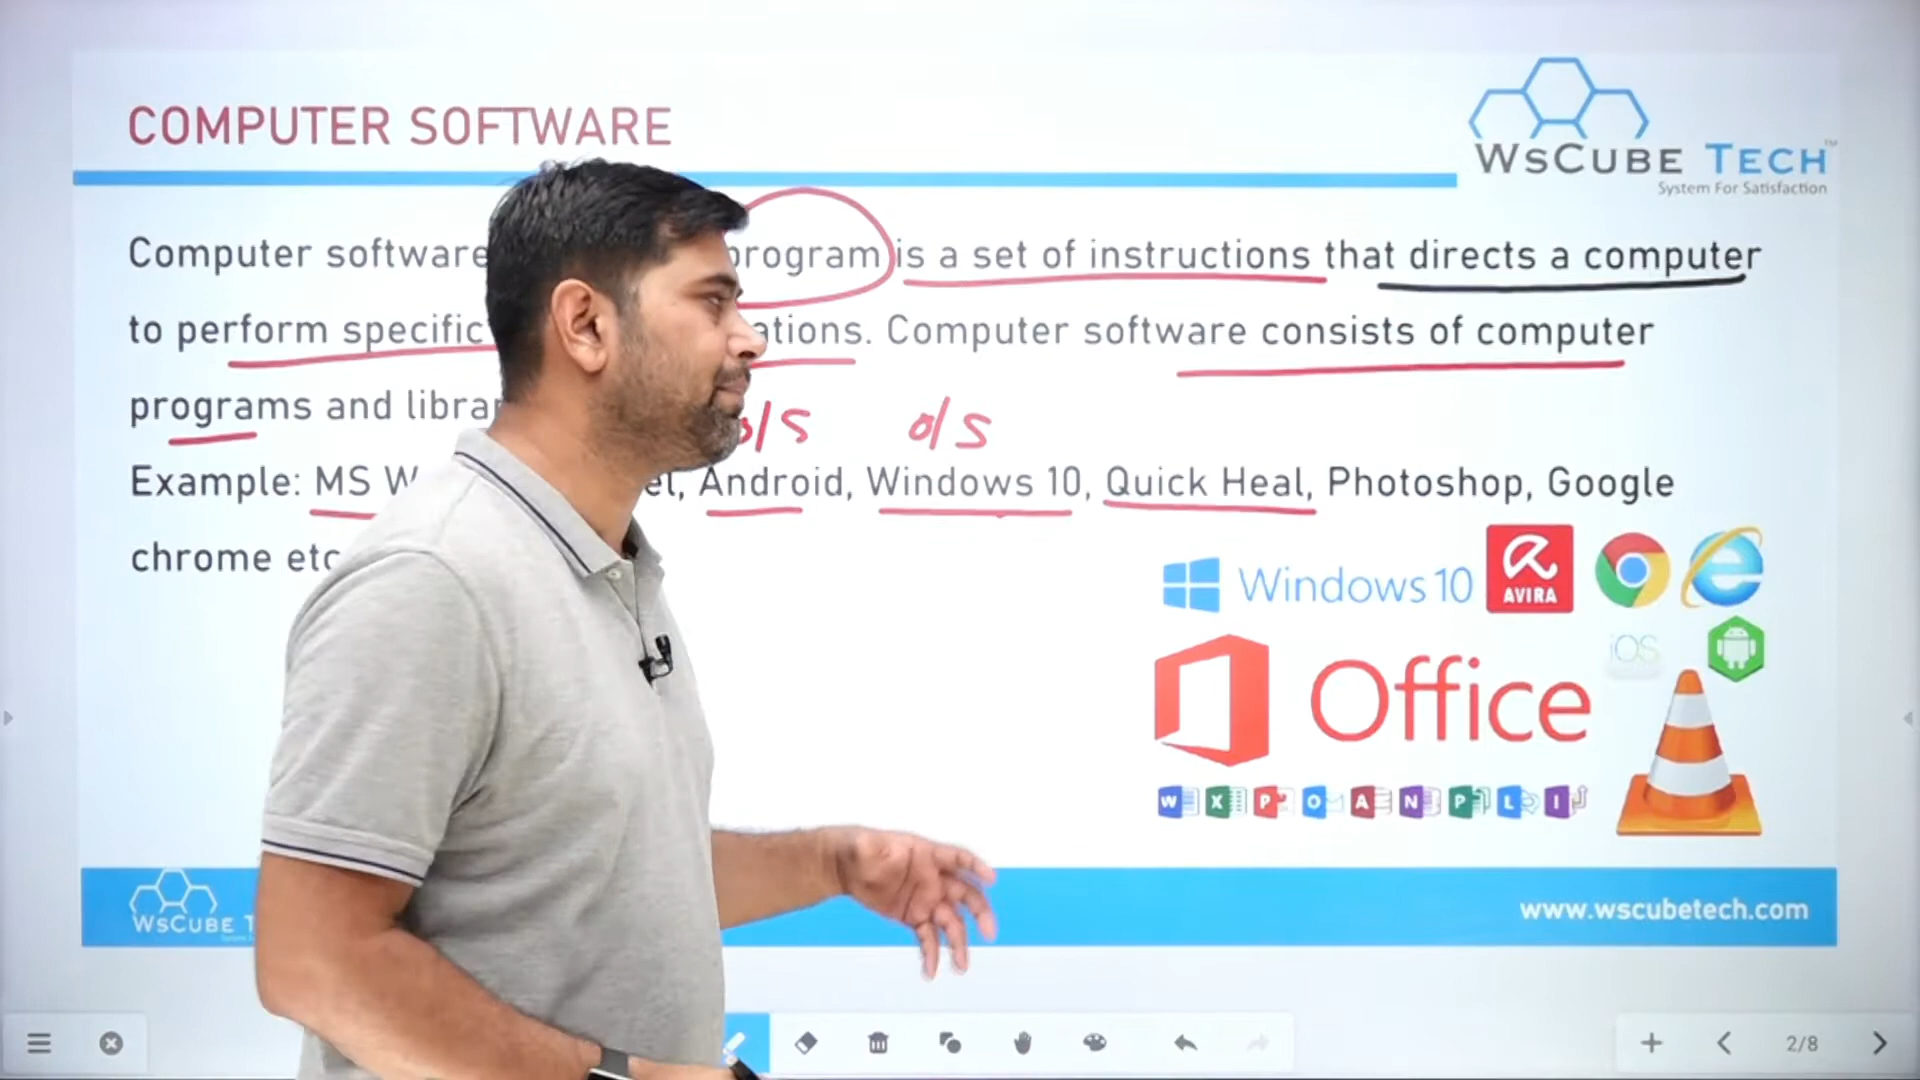 COMPUTER SOFTWARE
WsCube Tech™
System For Satisfaction
Computer software program is a set of instructions that directs a computer
to perform specific ations. Computer software consists of computer
programs and librar
o/s o/s
Example: MS W el, Android, Windows 10, Quick Heal, Photoshop, Google
chrome etc
Windows 10
AVIRA
iOS
Office
W X P O A N P L I
WsCube T
www.wscubetech.com
2/8